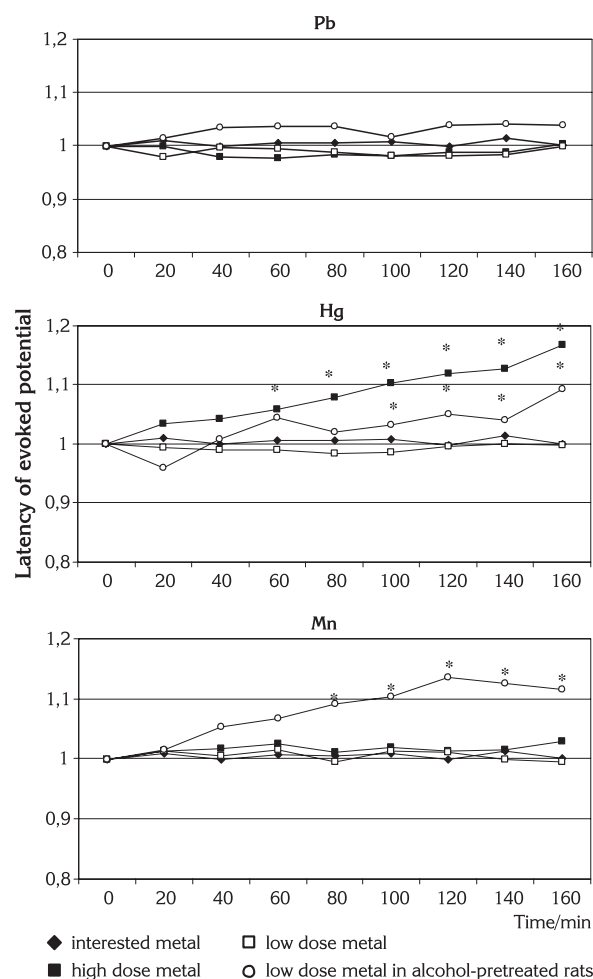 Pb
1,2
1,1
1
0,9
0,8
0 20 40 60 80 100 120 140 160
Latency of evoked potential
Hg
1,2
* * * * * *
1,1
* * * *
1
0,9
0,8
0 20 40 60 80 100 120 140 160
Mn
1,2
* * * * *
1,1
1
0,9
0,8
0 20 40 60 80 100 120 140 160
Time/min
◆ interested metal □ low dose metal
■ high dose metal ○ low dose metal in alcohol-pretreated rats